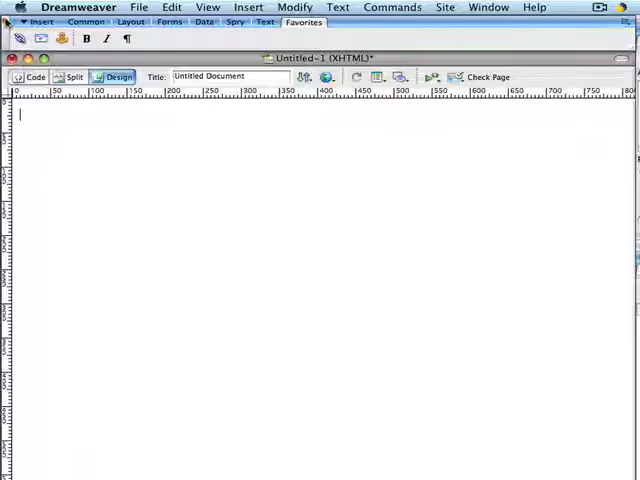 Dreamweaver File Edit View Insert Modify Text Commands Site Window Help
Insert Common Layout Forms Data Spry Text Favorites
B I ¶
Untitled-1 (XHTML)*
Code Split Design Title: Untitled Document Check Page
0 50 100 150 200 250 300 350 400 450 500 550 600 650 700 750 800